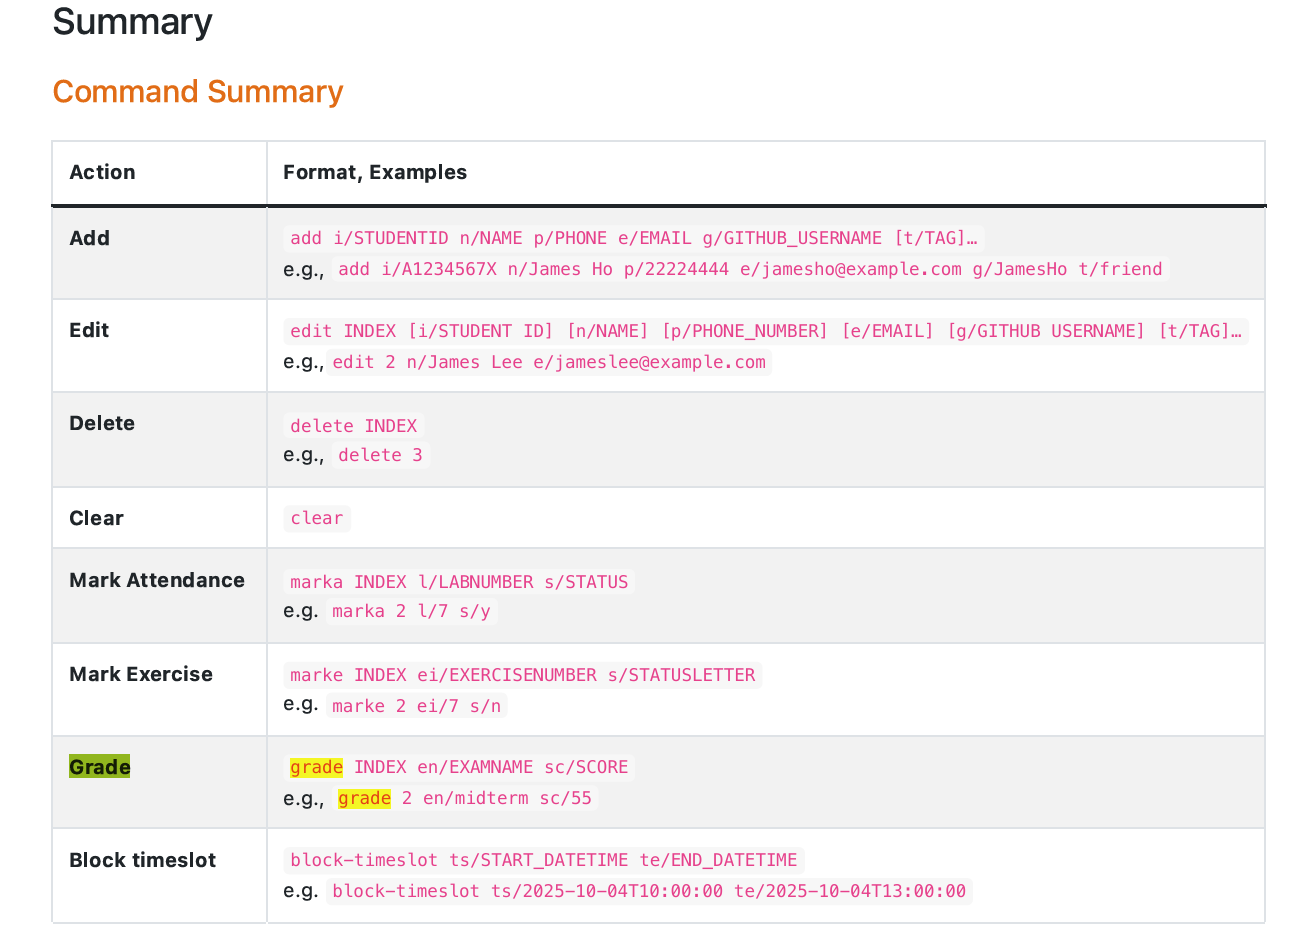 Summary
Command Summary
Action
Format, Examples
Add
add i/STUDENTID n/NAME p/PHONE e/EMAIL g/GITHUB_USERNAME [t/TAG]…
e.g., add i/A1234567X n/James Ho p/22224444 e/jamesho@example.com g/JamesHo t/friend
Edit
edit INDEX [i/STUDENT ID] [n/NAME] [p/PHONE_NUMBER] [e/EMAIL] [g/GITHUB USERNAME] [t/TAG]…
e.g., edit 2 n/James Lee e/jameslee@example.com
Delete
delete INDEX
e.g., delete 3
Clear
clear
Mark Attendance
marka INDEX l/LABNUMBER s/STATUS
e.g. marka 2 l/7 s/y
Mark Exercise
marke INDEX ei/EXERCISENUMBER s/STATUSLETTER
e.g. marke 2 ei/7 s/n
Grade
grade INDEX en/EXAMNAME sc/SCORE
e.g., grade 2 en/midterm sc/55
Block timeslot
block-timeslot ts/START_DATETIME te/END_DATETIME
e.g. block-timeslot ts/2025-10-04T10:00:00 te/2025-10-04T13:00:00